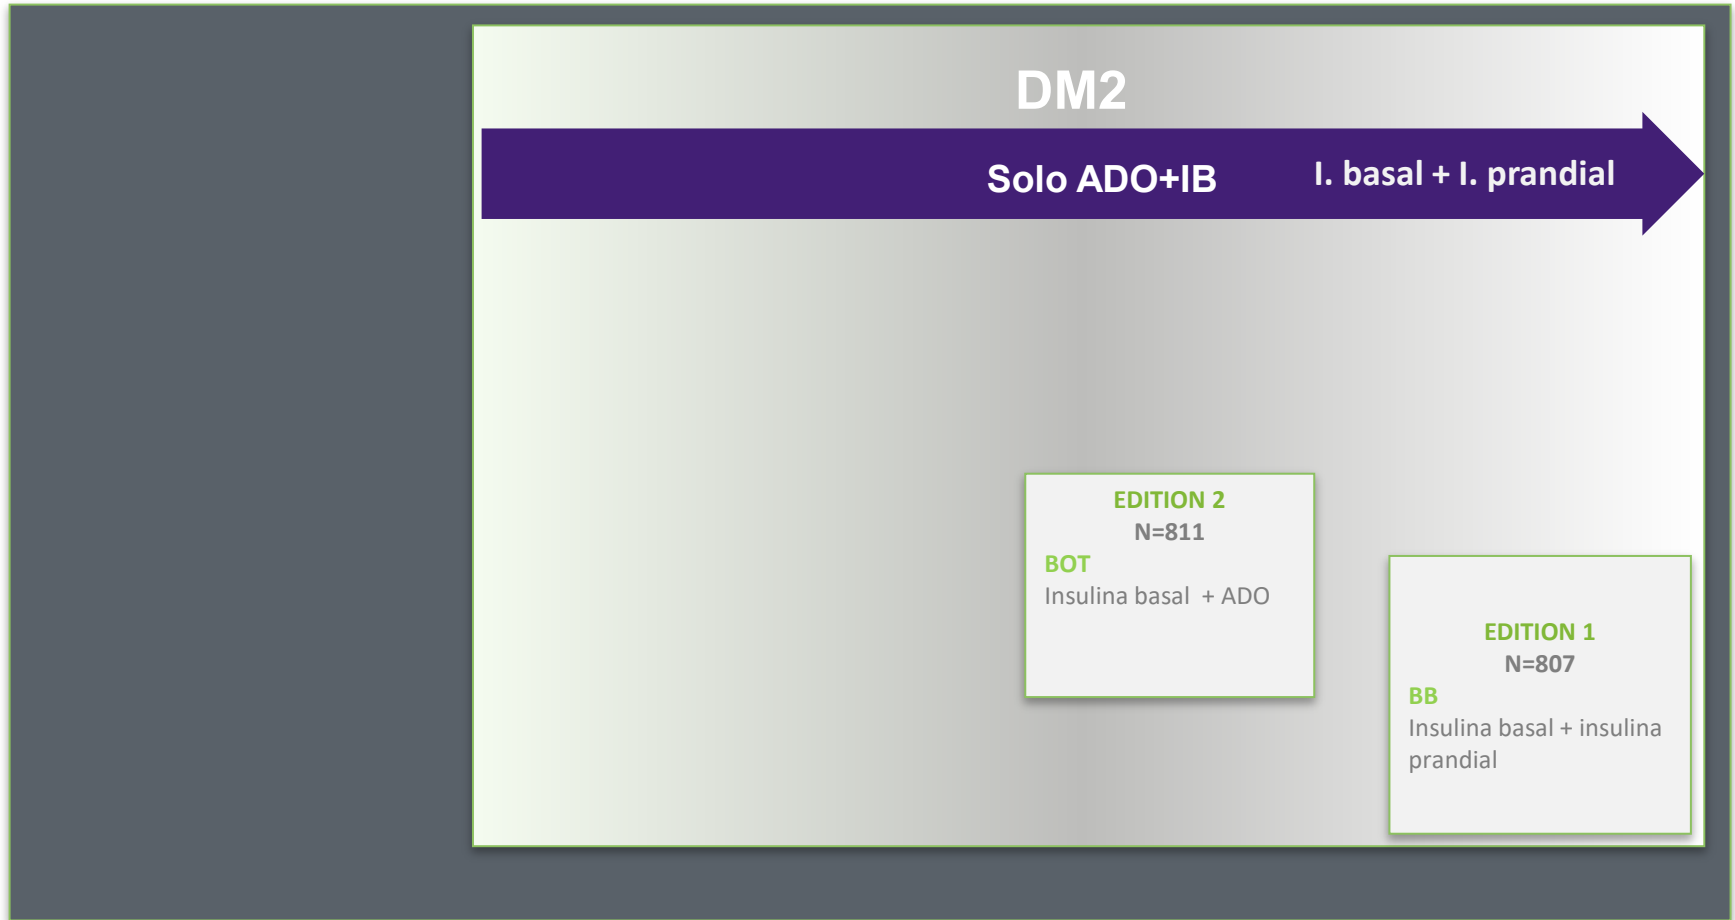 DM2
Solo ADO+IB
I. basal + I. prandial
EDITION 2
N=811
BOT
Insulina basal + ADO
EDITION 1
N=807
BB
Insulina basal + insulina
prandial